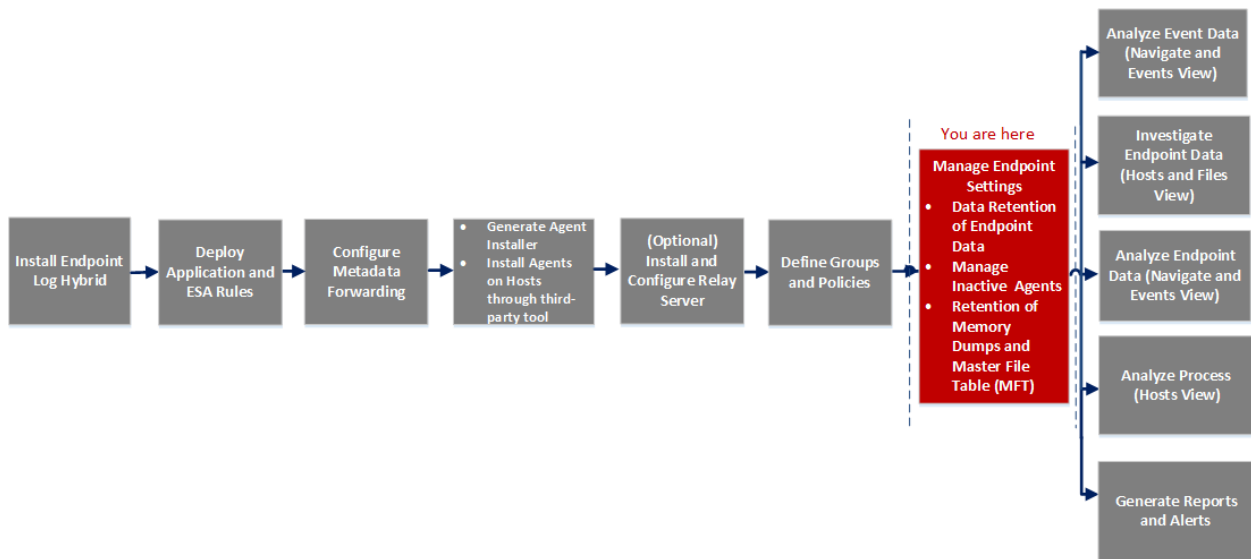 Install Endpoint
Log Hybrid
Deploy
Application and
ESA Rules
Configure
Metadata
Forwarding
• Generate Agent
Installer
• Install Agents
on Hosts
through third-
party tool
(Optional)
Install and
Configure Relay
Server
Define Groups
and Policies
You are here
Manage Endpoint
Settings
• Data Retention
of Endpoint
Data
• Manage
Inactive Agents
• Retention of
Memory
Dumps and
Master File
Table (MFT)
Analyze Event Data
(Navigate and
Events View)
Investigate
Endpoint Data
(Hosts and Files
View)
Analyze Endpoint
Data (Navigate and
Events View)
Analyze Process
(Hosts View)
Generate Reports
and Alerts